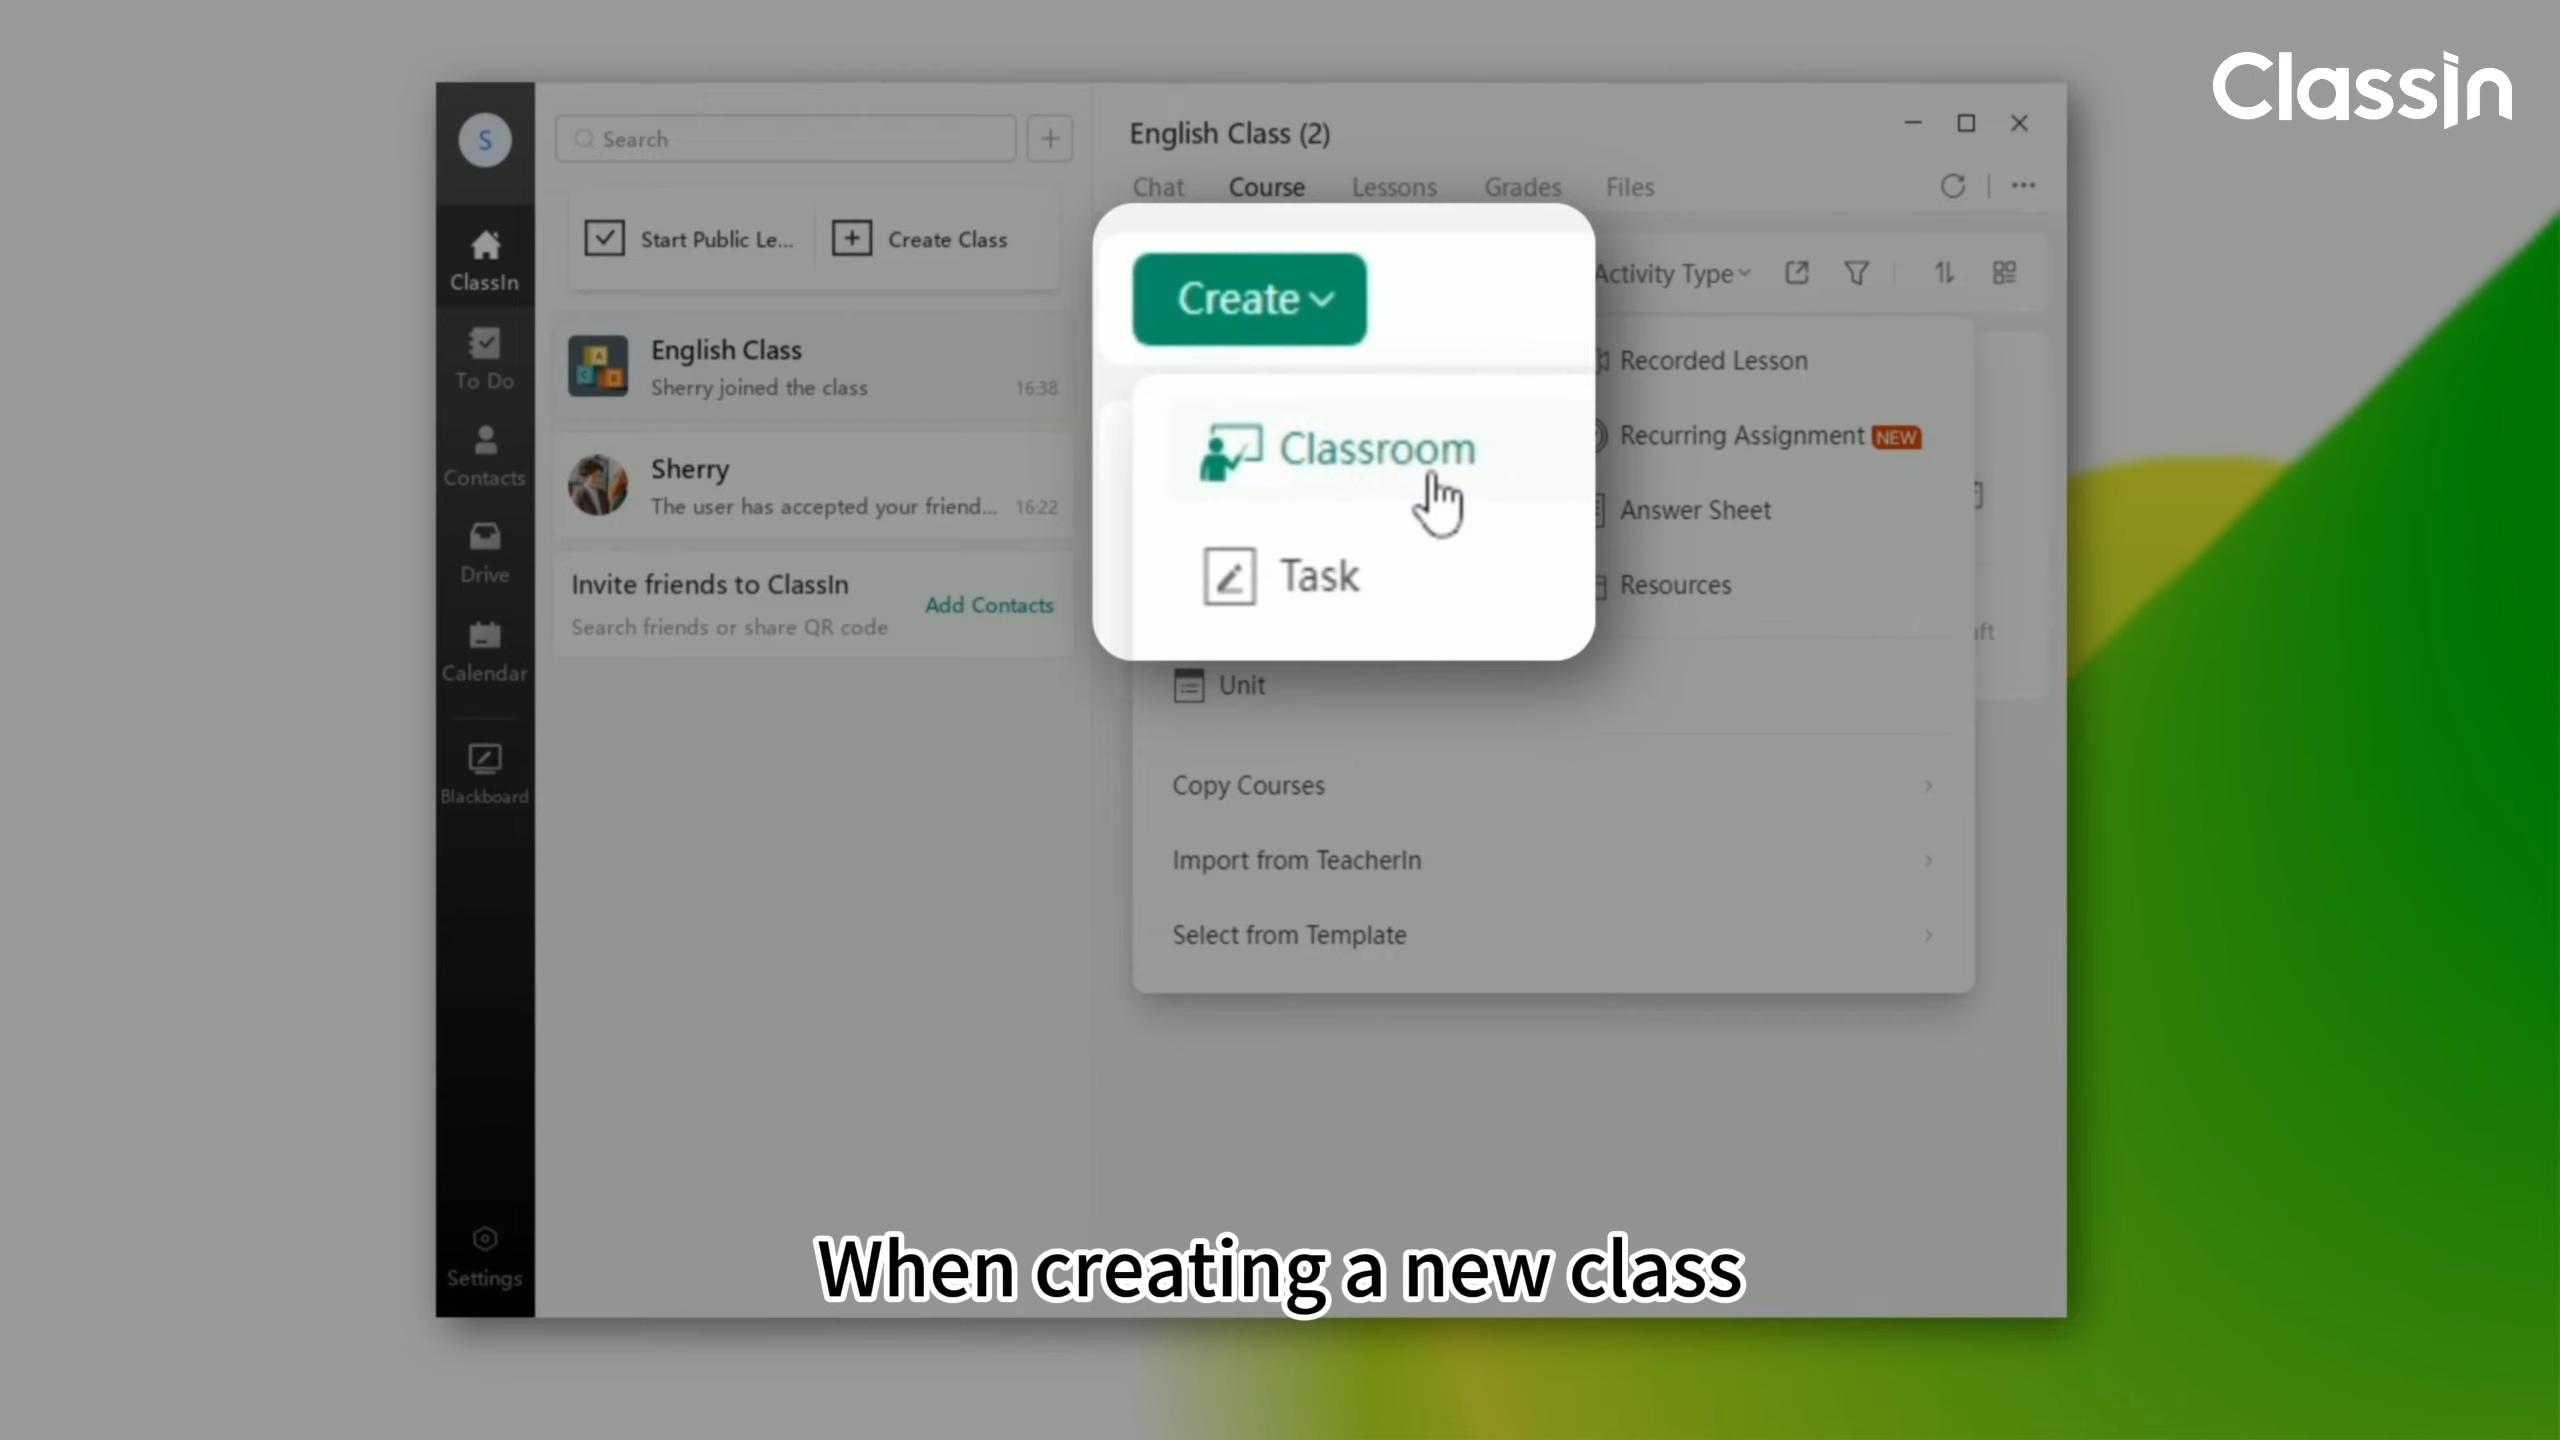 ClassIn
S
Search
English Class (2)
Chat Course Lessons Grades Files
Start Public Le...
Create Class
Create
Activity Type
ClassIn
To Do
Contacts
Drive
Calendar
Blackboard
Settings
English Class
Sherry joined the class 16:38
Sherry
The user has accepted your friend... 16:22
Invite friends to ClassIn
Search friends or share QR code
Add Contacts
Classroom
Task
Recorded Lesson
Recurring Assignment NEW
Answer Sheet
Resources
Unit
Copy Courses
Import from TeacherIn
Select from Template
When creating a new class